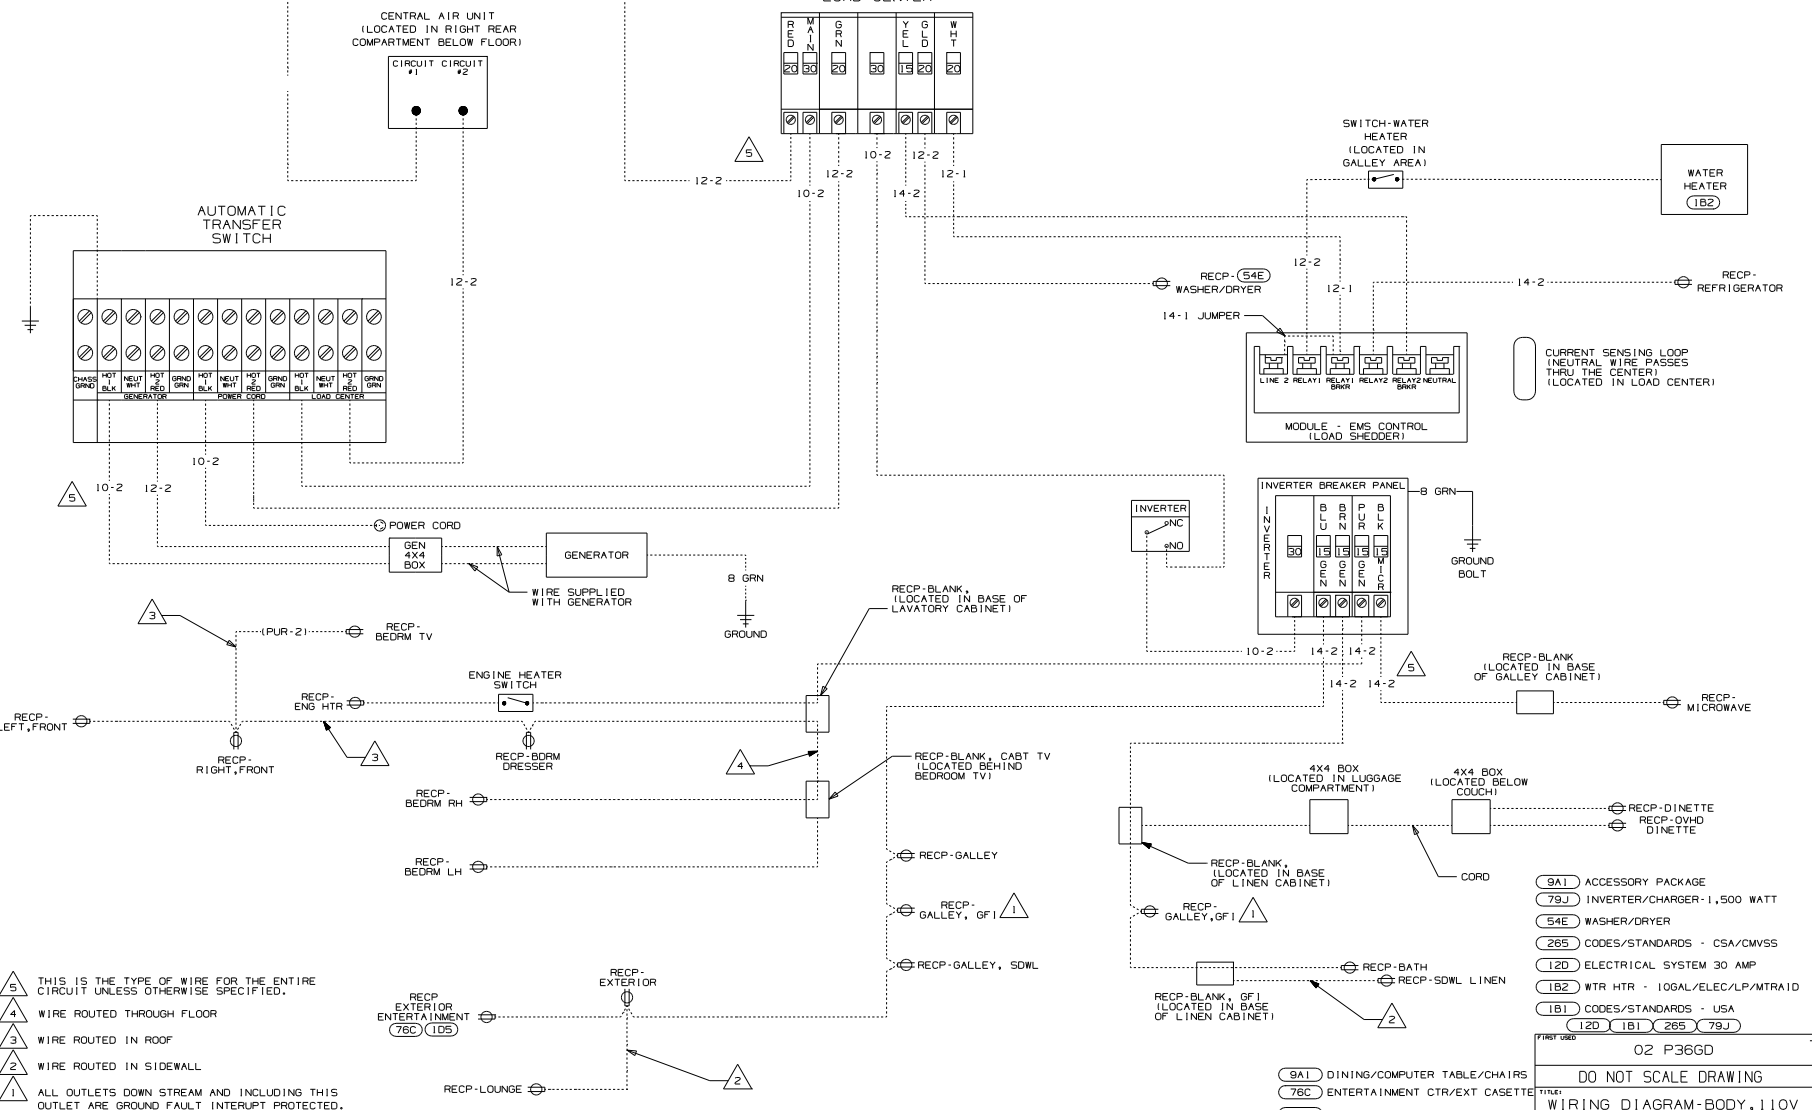 CENTRAL AIR UNIT
(LOCATED IN RIGHT REAR
COMPARTMENT BELOW FLOOR)
CIRCUIT CIRCUIT
#1 #2
RED MAIN GRN YEL GLD WHT
20 30 20 30 15 20 20
5
12-2
10-2
12-2
10-2
12-2
14-2
12-1
SWITCH-WATER
HEATER
(LOCATED IN
GALLEY AREA)
WATER
HEATER
1B2
AUTOMATIC
TRANSFER
SWITCH
12-2
CHASS GRND
HOT 1 BLK
NEUT WHT
HOT 2 RED
GRND GRN
HOT 1 BLK
NEUT WHT
HOT 2 RED
GRND GRN
HOT 1 BLK
NEUT WHT
HOT 2 RED
GRND GRN
GENERATOR POWER CORD LOAD CENTER
RECP- 54E
WASHER/DRYER
12-2
12-1
14-2
RECP-
REFRIGERATOR
14-1 JUMPER
LINE 2 RELAY1 RELAY1 BRKR RELAY2 RELAY2 BRKR NEUTRAL
MODULE - EMS CONTROL
(LOAD SHEDDER)
CURRENT SENSING LOOP
(NEUTRAL WIRE PASSES
THRU THE CENTER)
(LOCATED IN LOAD CENTER)
5
10-2
12-2
10-2
POWER CORD
GEN
4X4
BOX
GENERATOR
WIRE SUPPLIED
WITH GENERATOR
8 GRN
GROUND
INVERTER
NC
NO
INVERTER BREAKER PANEL
INVERTER
30
BLU 15 GEN
BRN 15 GEN
PUR 15 GEN
BLK 15 MICR
8 GRN
GROUND
BOLT
10-2
14-2
14-2
14-2
14-2
5
3
(PUR-2)
RECP-
BEDRM TV
RECP-BLANK,
(LOCATED IN BASE OF
LAVATORY CABINET)
ENGINE HEATER
SWITCH
RECP-
ENG HTR
RECP-
LEFT,FRONT
RECP-
RIGHT,FRONT
3
RECP-BDRM
DRESSER
4
RECP-BLANK, CABT TV
(LOCATED BEHIND
BEDROOM TV)
RECP-
BEDRM RH
RECP-
BEDRM LH
RECP-BLANK
(LOCATED IN BASE
OF GALLEY CABINET)
RECP-
MICROWAVE
4X4 BOX
(LOCATED IN LUGGAGE
COMPARTMENT)
4X4 BOX
(LOCATED BELOW
COUCH)
RECP-DINETTE
RECP-OVHD
DINETTE
CORD
RECP-BLANK,
(LOCATED IN BASE
OF LINEN CABINET)
RECP-GALLEY
RECP-
GALLEY, GFI
1
RECP-GALLEY, SDWL
RECP-
GALLEY,GFI
1
RECP-BATH
RECP-SDWL LINEN
RECP-BLANK, GFI
(LOCATED IN BASE
OF LINEN CABINET)
2
RECP-
EXTERIOR
RECP
EXTERIOR
ENTERTAINMENT
76C 1D5
RECP-LOUNGE
2
5 THIS IS THE TYPE OF WIRE FOR THE ENTIRE
CIRCUIT UNLESS OTHERWISE SPECIFIED.
4 WIRE ROUTED THROUGH FLOOR
3 WIRE ROUTED IN ROOF
2 WIRE ROUTED IN SIDEWALL
1 ALL OUTLETS DOWN STREAM AND INCLUDING THIS
OUTLET ARE GROUND FAULT INTERUPT PROTECTED.
9A1 ACCESSORY PACKAGE
79J INVERTER/CHARGER-1,500 WATT
54E WASHER/DRYER
265 CODES/STANDARDS - CSA/CMVSS
12D ELECTRICAL SYSTEM 30 AMP
1B2 WTR HTR - 10GAL/ELEC/LP/MTRAID
1B1 CODES/STANDARDS - USA
12D 1B1 265 79J
FIRST USED
02 P36GD
DO NOT SCALE DRAWING
9A1 DINING/COMPUTER TABLE/CHAIRS
76C ENTERTAINMENT CTR/EXT CASETTE
TITLE:
WIRING DIAGRAM-BODY,110V